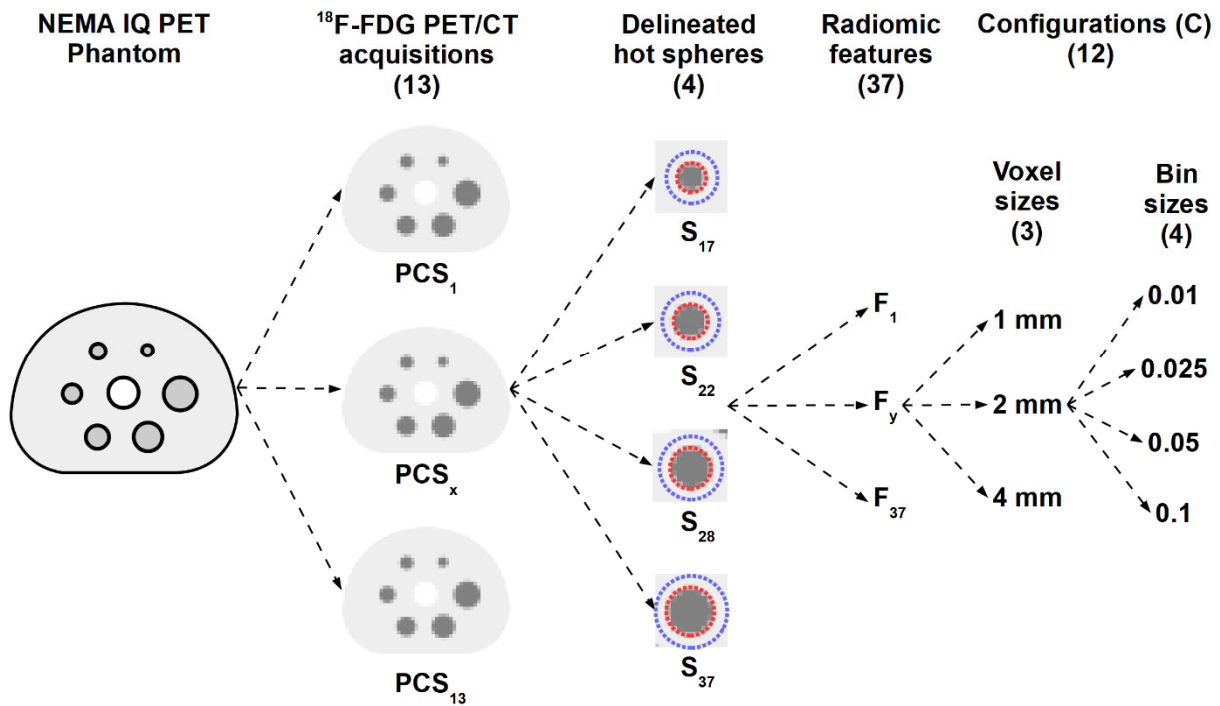 NEMA IQ PET
Phantom
¹⁸F-FDG PET/CT
acquisitions
(13)
Delineated
hot spheres
(4)
Radiomic
features
(37)
Configurations (C)
(12)
Voxel
sizes
(3)
Bin
sizes
(4)
PCS₁
PCSₓ
PCS₁₃
S₁₇
S₂₂
S₂₈
S₃₇
F₁
Fᵧ
F₃₇
1 mm
2 mm
4 mm
0.01
0.025
0.05
0.1